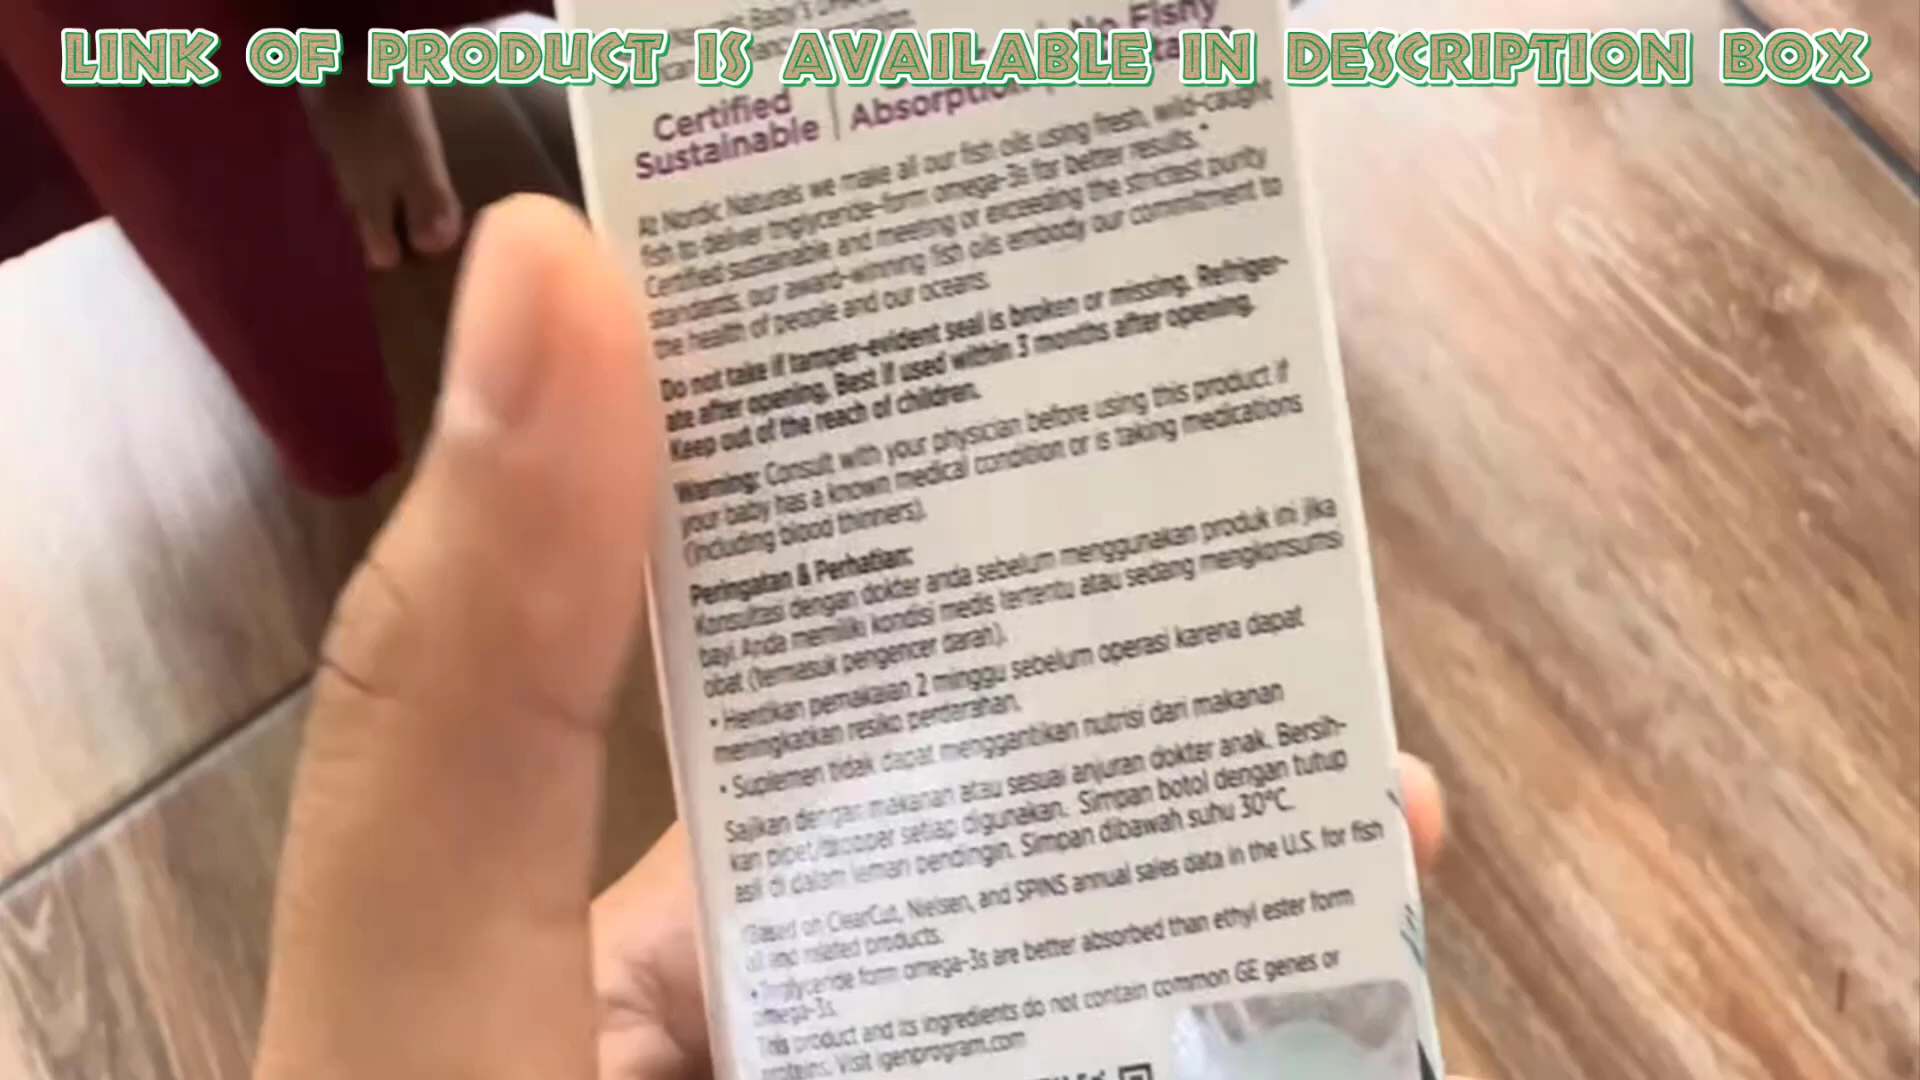 LINK OF PRODUCT IS AVAILABLE IN DESCRIPTION BOX
Baby's DHA
No Fishy
Certified
Sustainable
Absorption
At Nordic Naturals we make all our fish oils using fresh, wild-caught
fish to deliver triglyceride-form omega-3s for better results.•
Certified sustainable and meeting or exceeding the strictest purity
standards, our award-winning fish oils embody our commitment to
the health of people and our oceans.
Do not take if tamper-evident seal is broken or missing. Refriger-
ate after opening. Best if used within 3 months after opening.
Keep out of the reach of children.
Warning: Consult with your physician before using this product if
your baby has a known medical condition or is taking medications
(including blood thinners).
Peringatan & Perhatian:
Konsultasi dengan dokter anda sebelum menggunakan produk ini jika
bayi Anda memiliki kondisi medis tertentu atau sedang mengkonsumsi
obat (termasuk pengencer darah).
• Hentikan pemakaian 2 minggu sebelum operasi karena dapat
meningkatkan resiko perdarahan.
• Suplemen tidak dapat menggantikan nutrisi dari makanan
Sajikan dengan makanan atau sesuai anjuran dokter anak. Bersih-
kan pipet/dropper setiap digunakan. Simpan botol dengan tutup
asli di dalam lemari pendingin. Simpan dibawah suhu 30°C.
(Based on ClearCut, Nielsen, and SPINS annual sales data in the U.S. for fish
oil and related products.
•Triglyceride form omega-3s are better absorbed than ethyl ester form
omega-3s.
This product and its ingredients do not contain common GE genes or
proteins. Visit igenprogram.com